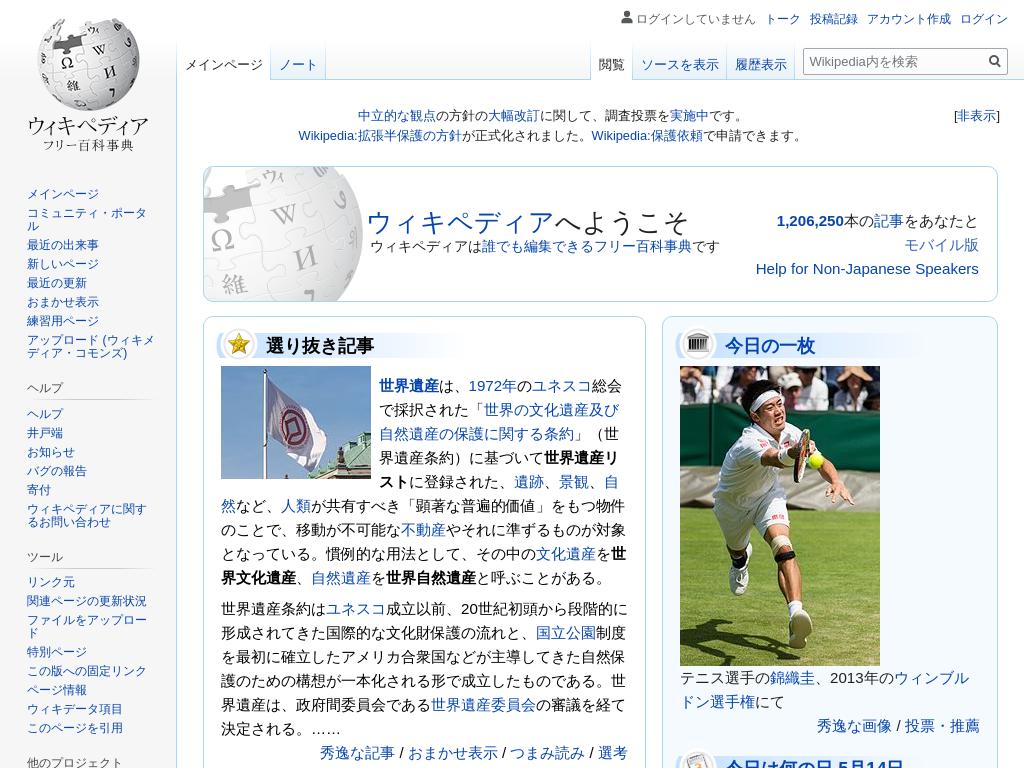 ログインしていません トーク 投稿記録 アカウント作成 ログイン
メインページ ノート 閲覧 ソースを表示 履歴表示 Wikipedia内を検索
ウィキペディア
フリー百科事典
メインページ
コミュニティ・ポータ
ル
最近の出来事
新しいページ
最近の更新
おまかせ表示
練習用ページ
アップロード (ウィキメ
ディア・コモンズ)
ヘルプ
ヘルプ
井戸端
お知らせ
バグの報告
寄付
ウィキペディアに関す
るお問い合わせ
ツール
リンク元
関連ページの更新状況
ファイルをアップロー
ド
特別ページ
この版への固定リンク
ページ情報
ウィキデータ項目
このページを引用
他のプロジェクト
中立的な観点の方針の大幅改訂に関して、調査投票を実施中です。 [非表示]
Wikipedia:拡張半保護の方針が正式化されました。Wikipedia:保護依頼で申請できます。
ウィキペディアへようこそ
ウィキペディアは誰でも編集できるフリー百科事典です
1,206,250本の記事をあなたと
モバイル版
Help for Non-Japanese Speakers
選り抜き記事
世界遺産は、1972年のユネスコ総会
で採択された「世界の文化遺産及び
自然遺産の保護に関する条約」（世
界遺産条約）に基づいて世界遺産リ
ストに登録された、遺跡、景観、自
然など、人類が共有すべき「顕著な普遍的価値」をもつ物件
のことで、移動が不可能な不動産やそれに準ずるものが対象
となっている。慣例的な用法として、その中の文化遺産を世
界文化遺産、自然遺産を世界自然遺産と呼ぶことがある。
世界遺産条約はユネスコ成立以前、20世紀初頭から段階的に
形成されてきた国際的な文化財保護の流れと、国立公園制度
を最初に確立したアメリカ合衆国などが主導してきた自然保
護のための構想が一本化される形で成立したものである。世
界遺産は、政府間委員会である世界遺産委員会の審議を経て
決定される。……
秀逸な記事 / おまかせ表示 / つまみ読み / 選考
今日の一枚
テニス選手の錦織圭、2013年のウィンブル
ドン選手権にて
秀逸な画像 / 投票・推薦
今日は何の日 5月14日